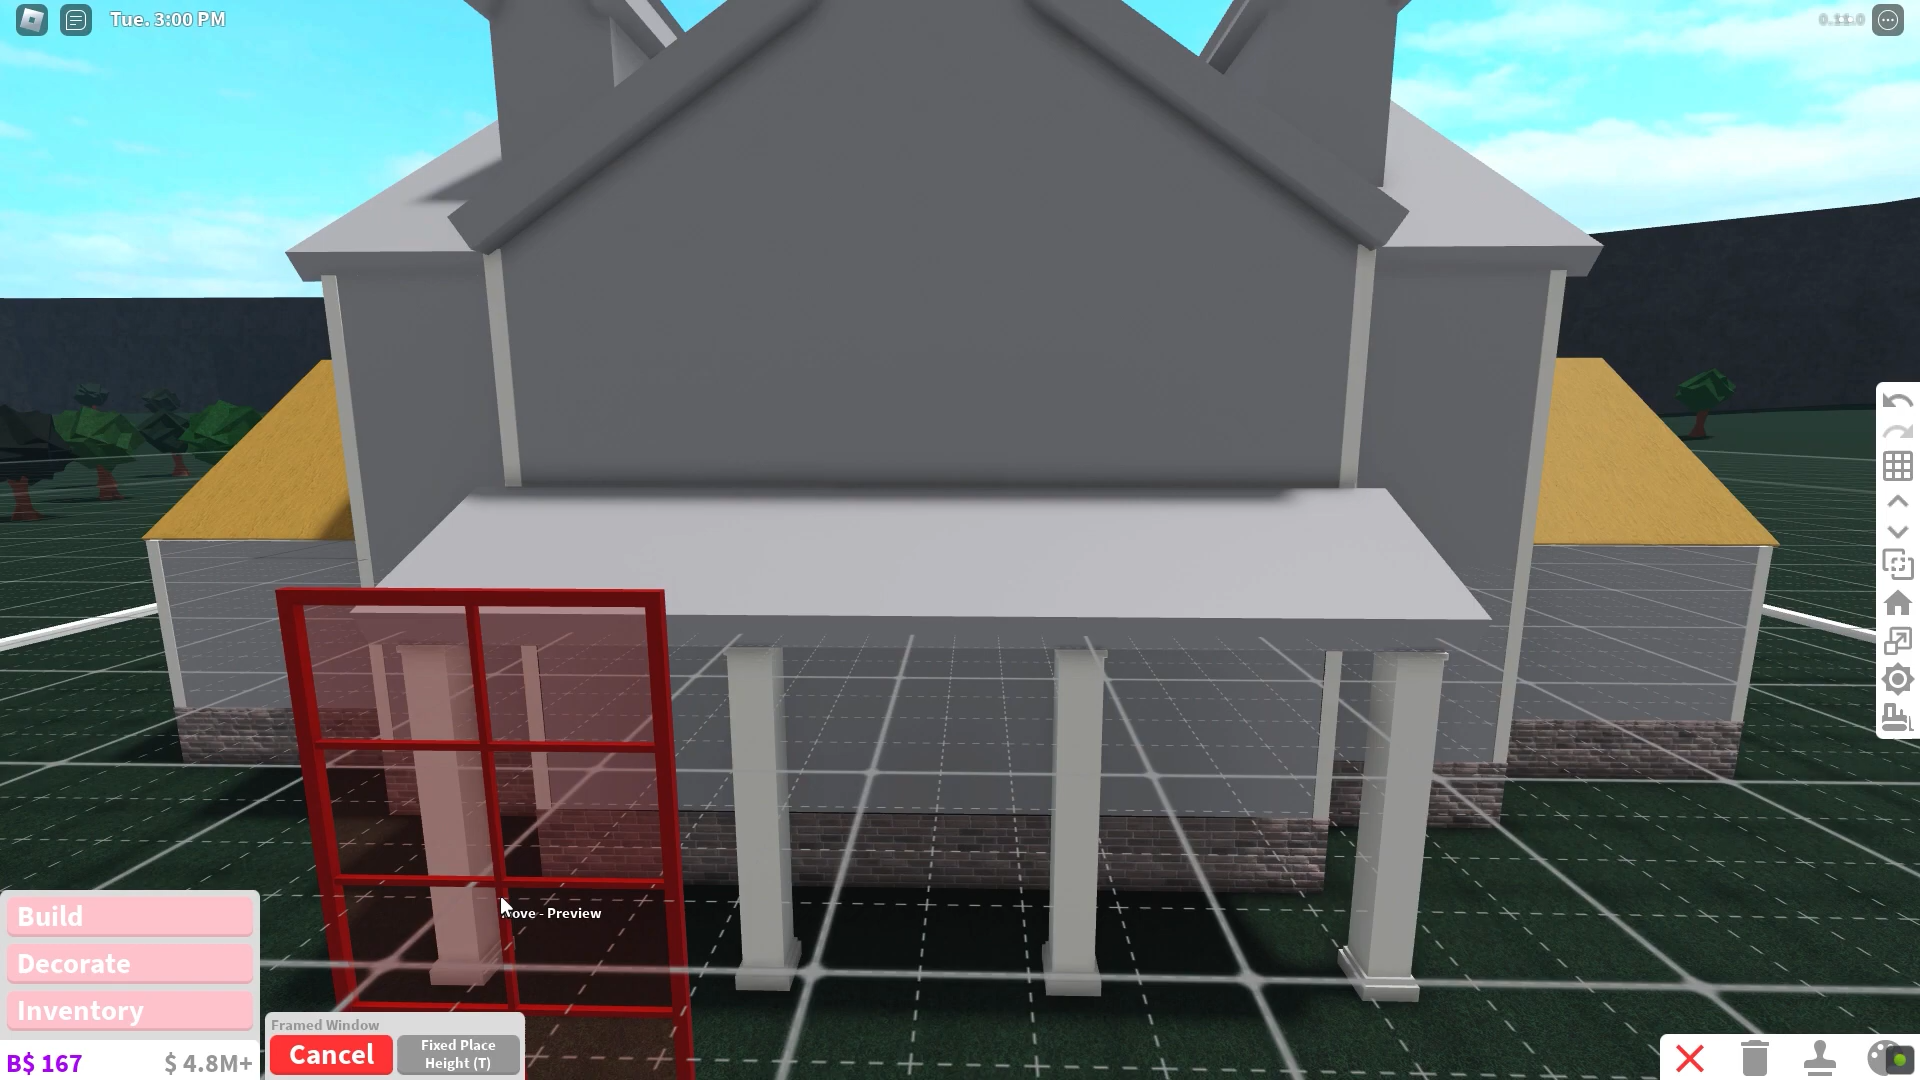 Tue. 3:00 PM
ove - Preview
Build
Decorate
Inventory
B$ 167
$ 4.8M+
Framed Window
Cancel
Fixed Place
Height (T)